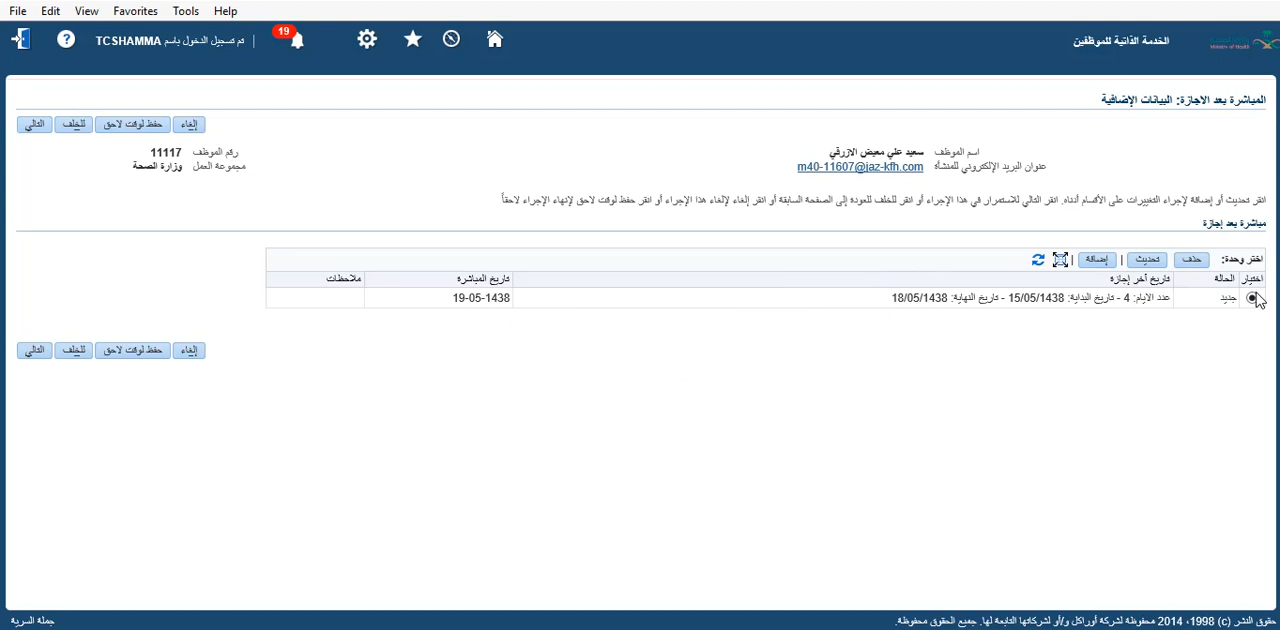 File Edit View Favorites Tools Help
الخدمة الذاتية للموظفين
19
تم تسجيل الدخول باسم TCSHAMMA
Ministry of Health
المباشرة بعد الاجازة: البيانات الإضافية
إلغاء حفظ لوقت لاحق للخلف التالي
اسم الموظف سعيد علي معيض الازرقي
رقم الموظف 11117
عنوان البريد الإلكتروني للمنشأة m40-11607@jaz-kfh.com
مجموعة العمل وزارة الصحة
انقر تحديث أو إضافة لإجراء التغييرات على الأقسام أدناه. انقر التالي للاستمرار في هذا الإجراء أو انقر للخلف للعودة إلى الصفحة السابقة أو انقر إلغاء لإلغاء هذا الإجراء أو انقر حفظ لوقت لاحق لإنهاء الإجراء لاحقاً
مباشرة بعد إجازة
اختر وحدة: حذف تحديث | إضافة |
اختيار الحالة تاريخ آخر إجازة تاريخ المباشرة ملاحظات
جديد عدد الايام: 4 - تاريخ البداية: 15/05/1438 - تاريخ النهاية: 18/05/1438 19-05-1438
إلغاء حفظ لوقت لاحق للخلف التالي
حقوق النشر (c) 1998، 2014 محفوظة لشركة أوراكل و/أو لشركاتها التابعة لها. جميع الحقوق محفوظة.
جملة السرية